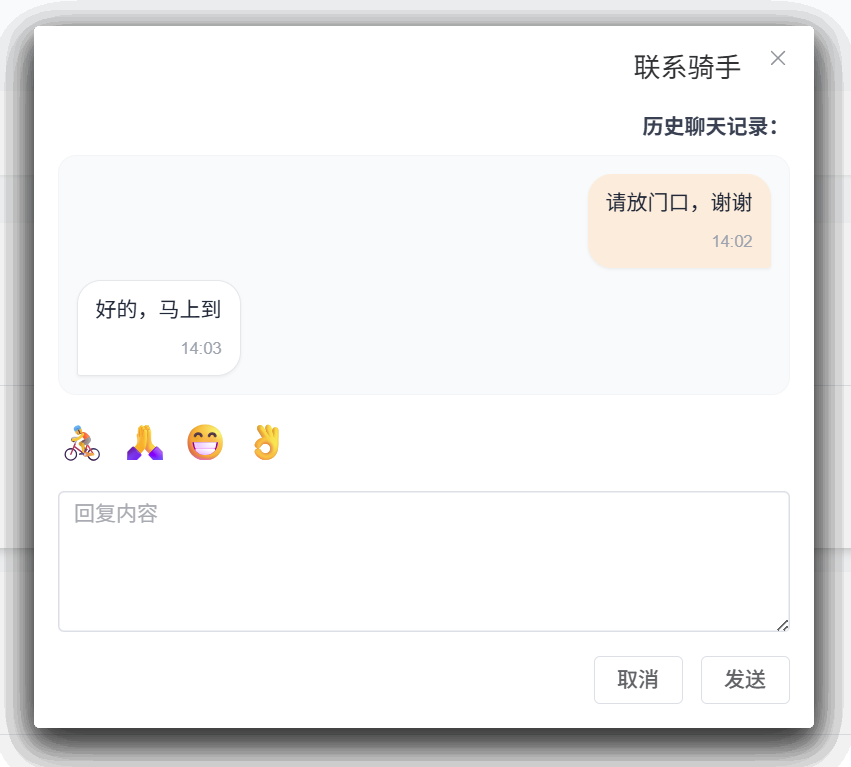 联系骑手
历史聊天记录：
请放门口，谢谢
14:02
好的，马上到
14:03
回复内容
取消
发送